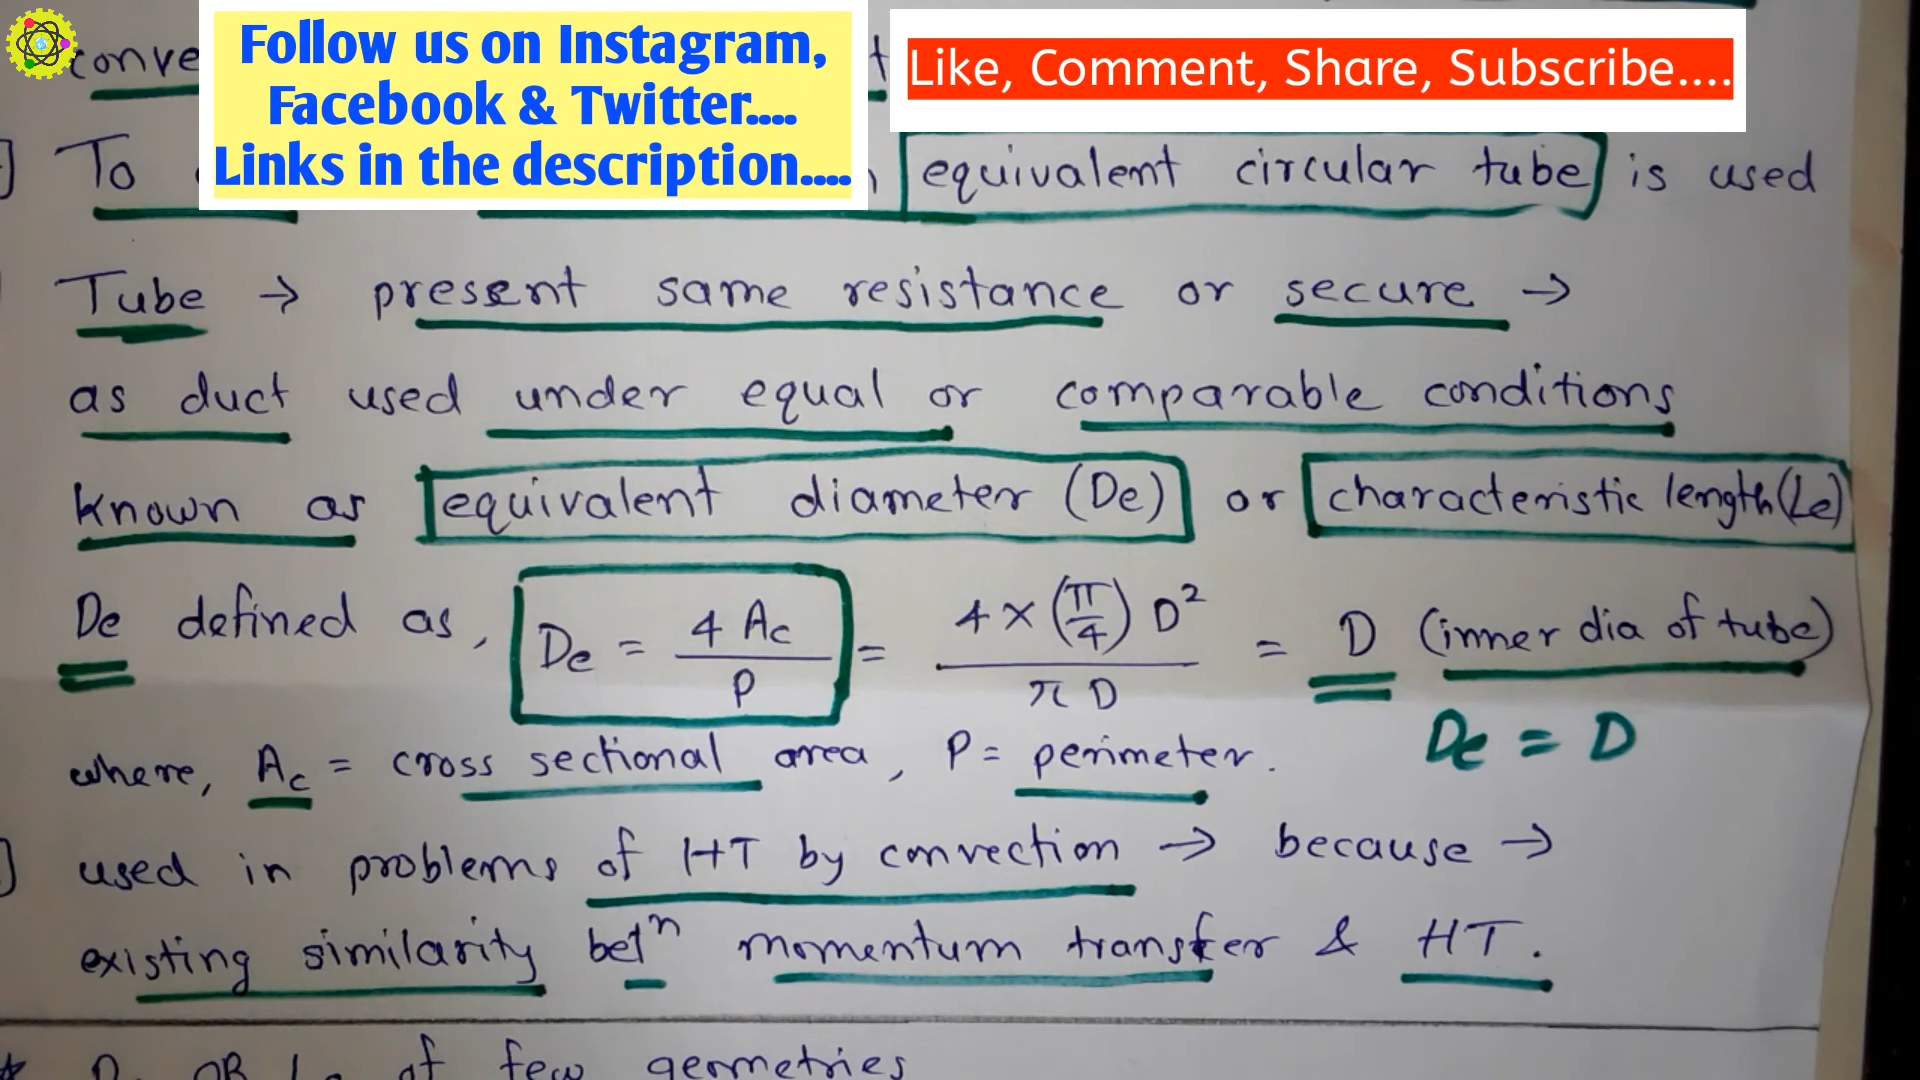 Follow us on Instagram,
Facebook & Twitter....
Links in the description....
Like, Comment, Share, Subscribe....
conve
To equivalent circular tube is used
Tube → present same resistance or secure →
as duct used under equal or comparable conditions
known as equivalent diameter (De) or characteristic length (Le)
De defined as, De = 4 Ac / P = 4 × (π/4) D² / π D = D (inner dia of tube)
De = D
where, Ac = cross sectional area, P = perimeter.
used in problems of HT by convection → because →
existing similarity betⁿ momentum transfer & HT.
OR of few geometries